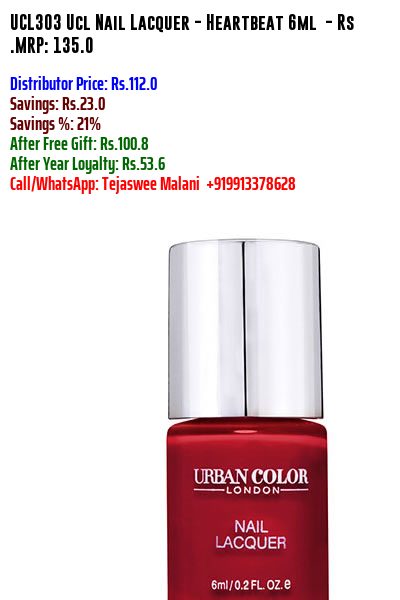 UCL303 Ucl Nail Lacquer - Heartbeat 6ml - Rs
.MRP: 135.0
Distributor Price: Rs.112.0
Savings: Rs.23.0
Savings %: 21%
After Free Gift: Rs.100.8
After Year Loyalty: Rs.53.6
Call/WhatsApp: Tejaswee Malani +919913378628
URBAN COLOR
LONDON
NAIL
LACQUER
6ml/0.2 FL. OZ.e